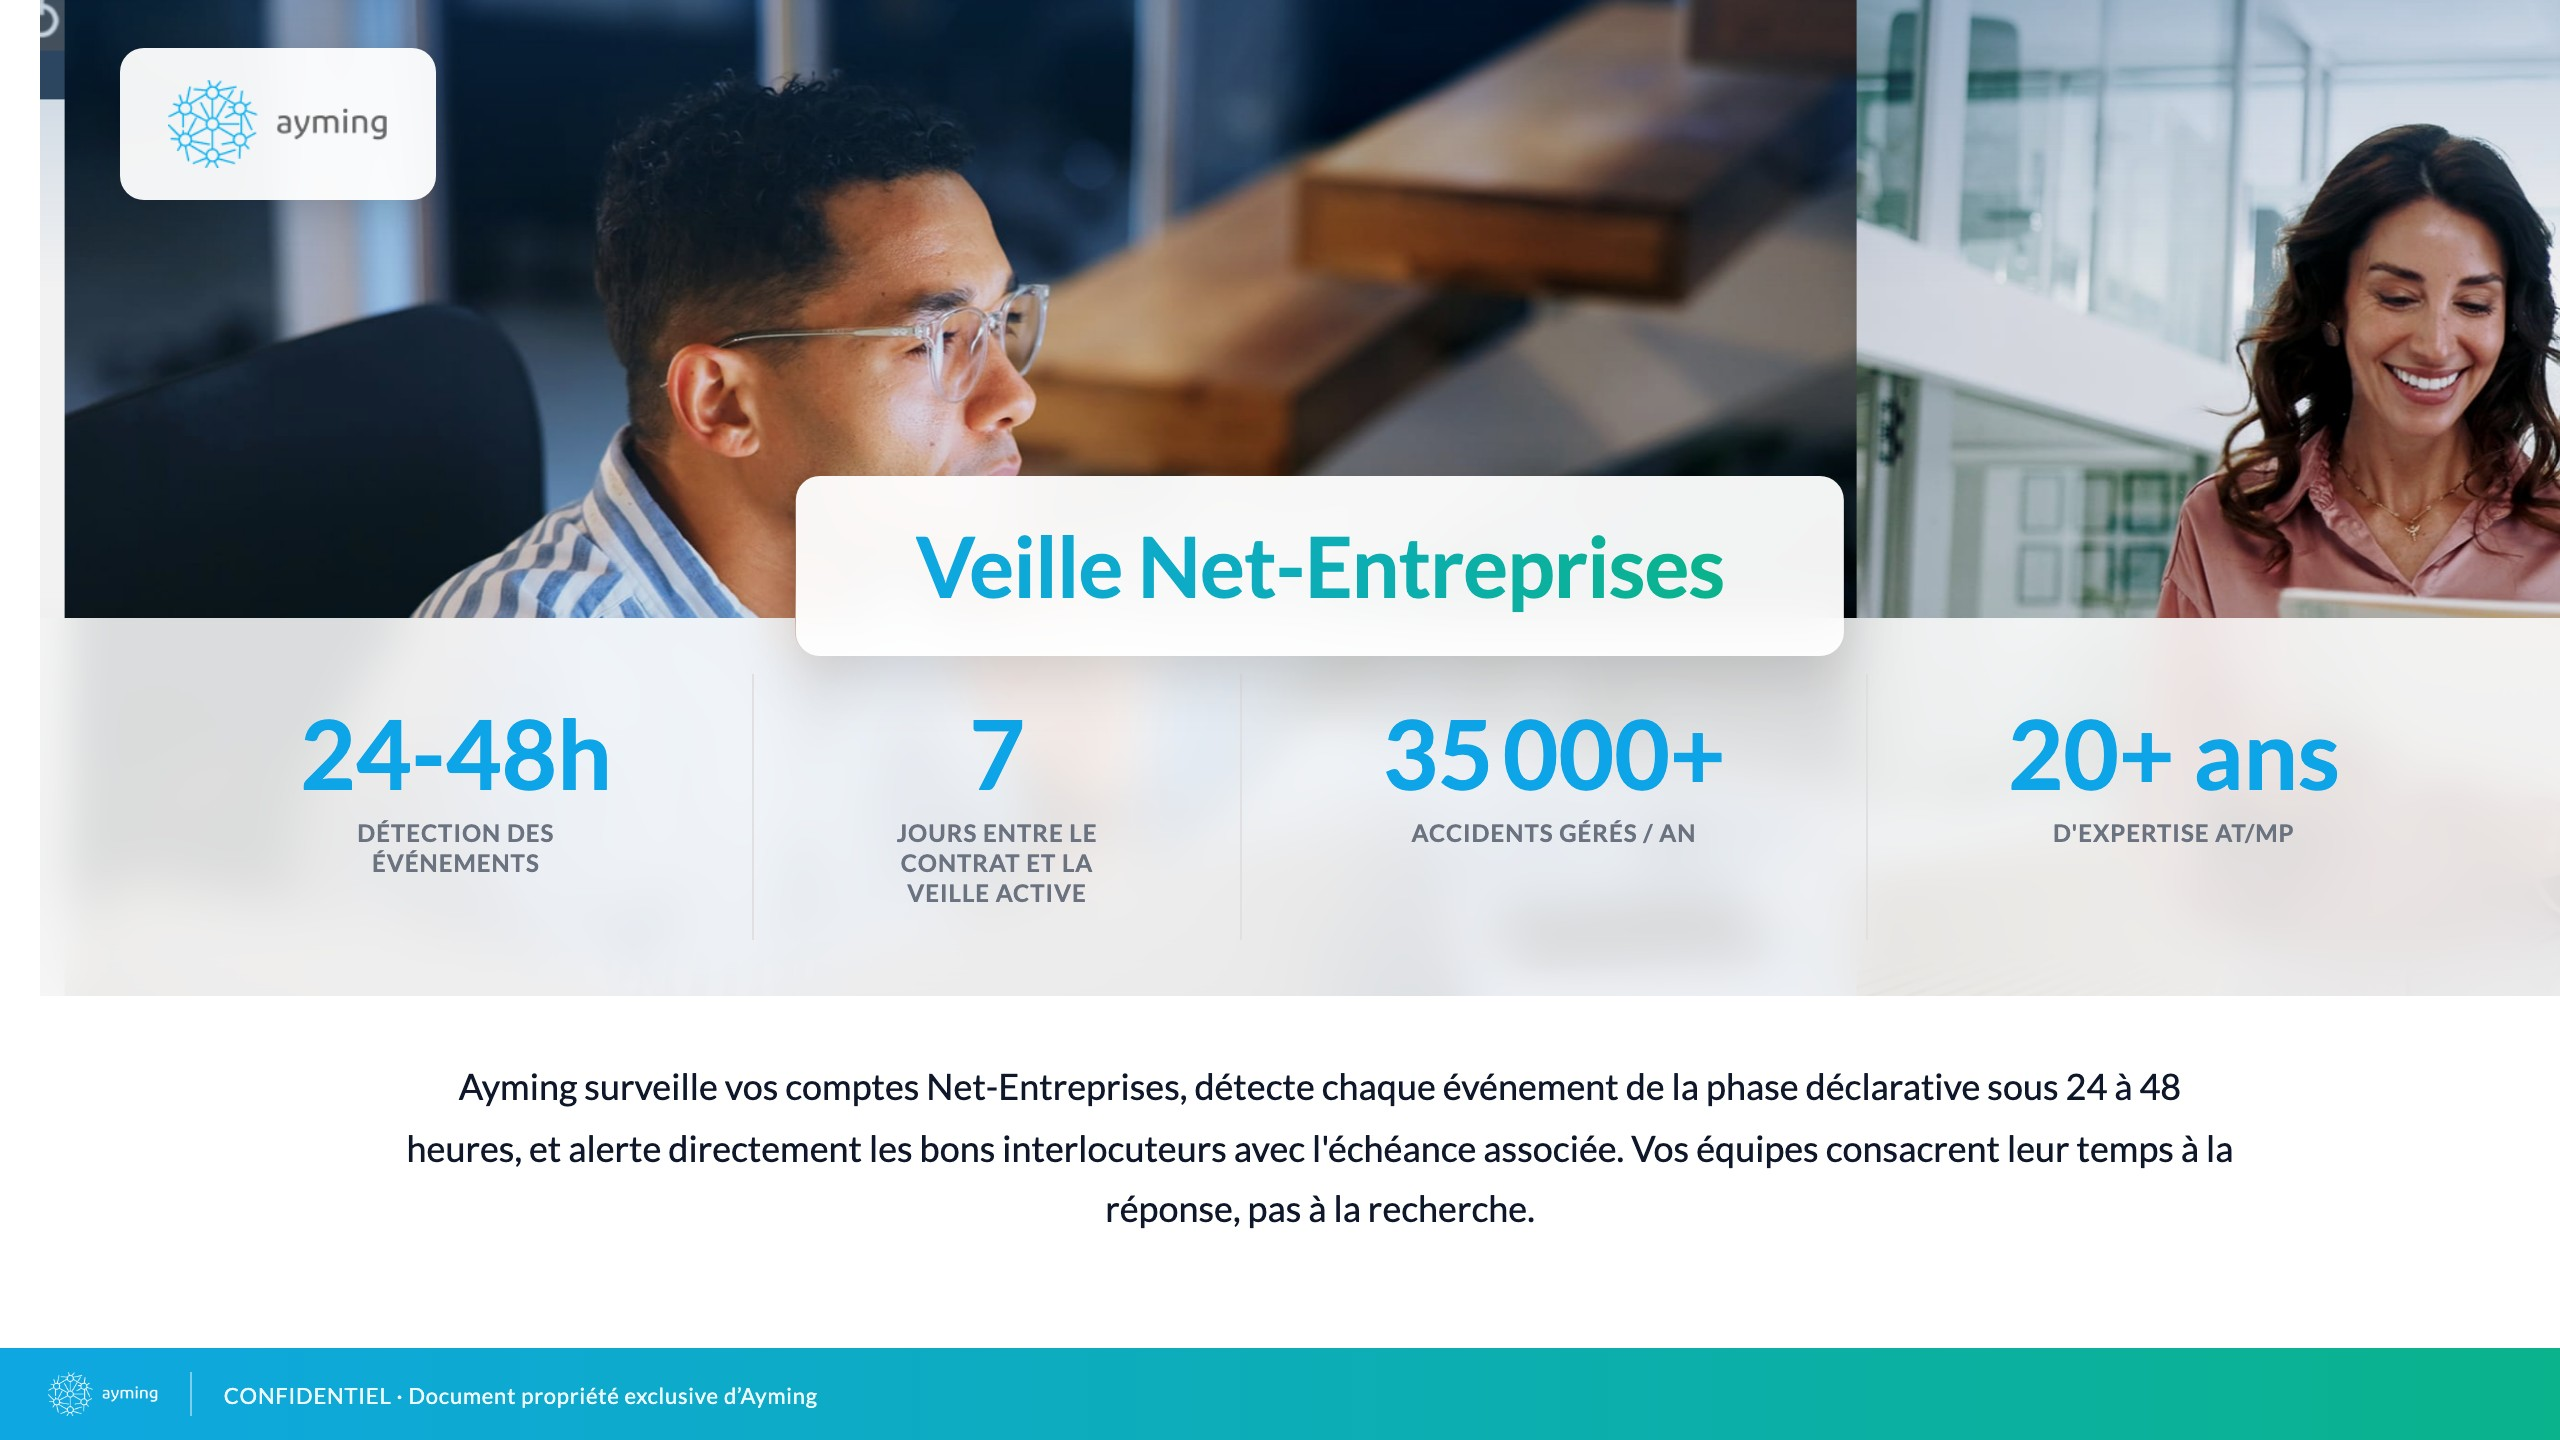 ayming
Veille Net-Entreprises
24-48h
DÉTECTION DES
ÉVÉNEMENTS
7
JOURS ENTRE LE
CONTRAT ET LA
VEILLE ACTIVE
35 000+
ACCIDENTS GÉRÉS / AN
20+ ans
D'EXPERTISE AT/MP
Ayming surveille vos comptes Net-Entreprises, détecte chaque événement de la phase déclarative sous 24 à 48
heures, et alerte directement les bons interlocuteurs avec l'échéance associée. Vos équipes consacrent leur temps à la
réponse, pas à la recherche.
ayming
CONFIDENTIEL · Document propriété exclusive d’Ayming